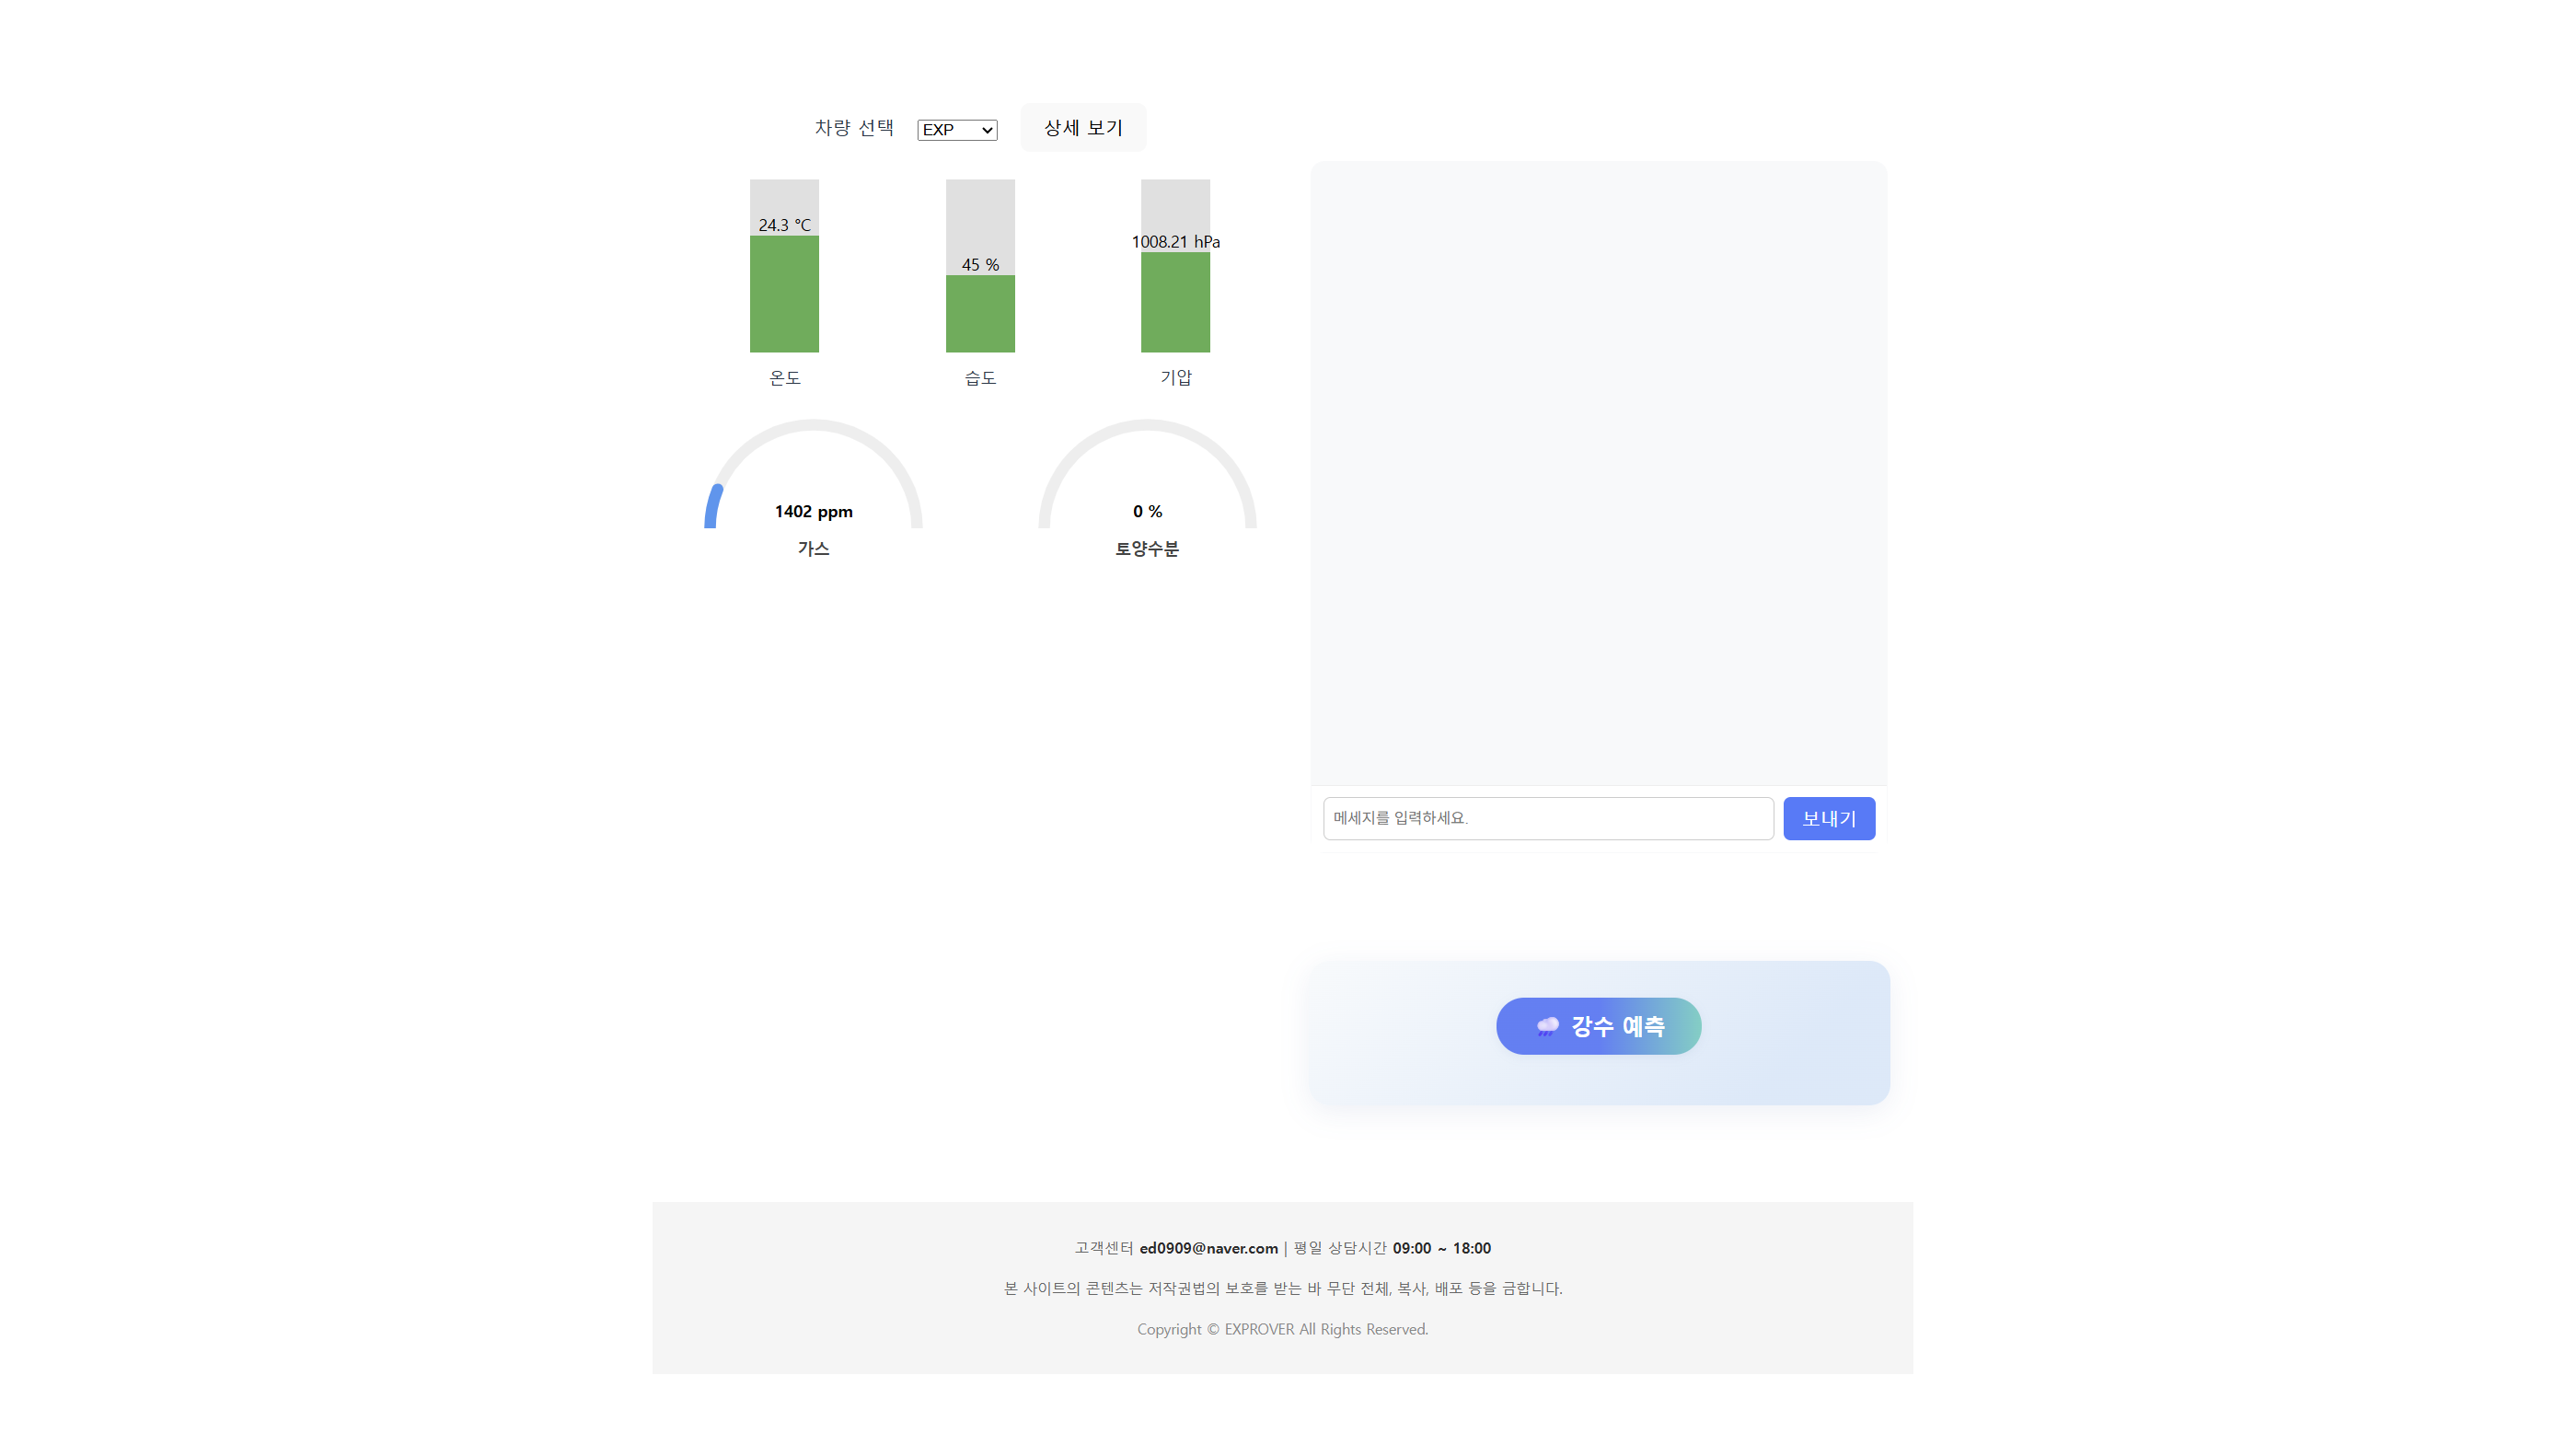 차량 선택 EXP 상세 보기
24.3 °C
45 %
1008.21 hPa
온도 습도 기압
1402 ppm 0 %
가스 토양수분
메세지를 입력하세요. 보내기
강수 예측
고객센터 ed0909@naver.com | 평일 상담시간 09:00 ~ 18:00
본 사이트의 콘텐츠는 저작권법의 보호를 받는 바 무단 전체, 복사, 배포 등을 금합니다.
Copyright © EXPROVER All Rights Reserved.